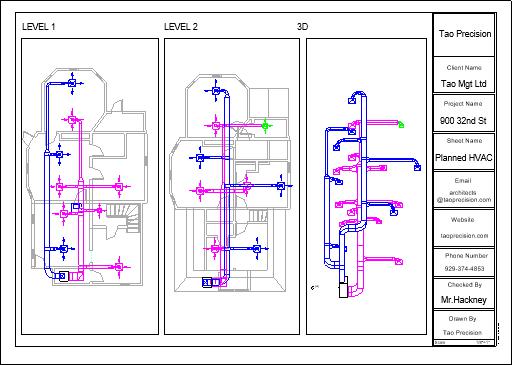 LEVEL 1
LEVEL 2
3D
Tao Precision
Client Name
Tao Mgt Ltd
Project Name
900 32nd St
Sheet Name
Planned HVAC
Email
architects
@taoprecision.com
Website
taoprecision.com
Phone Number
929-374-4853
Checked By
Mr.Hackney
Drawn By
Tao Precision
Scale